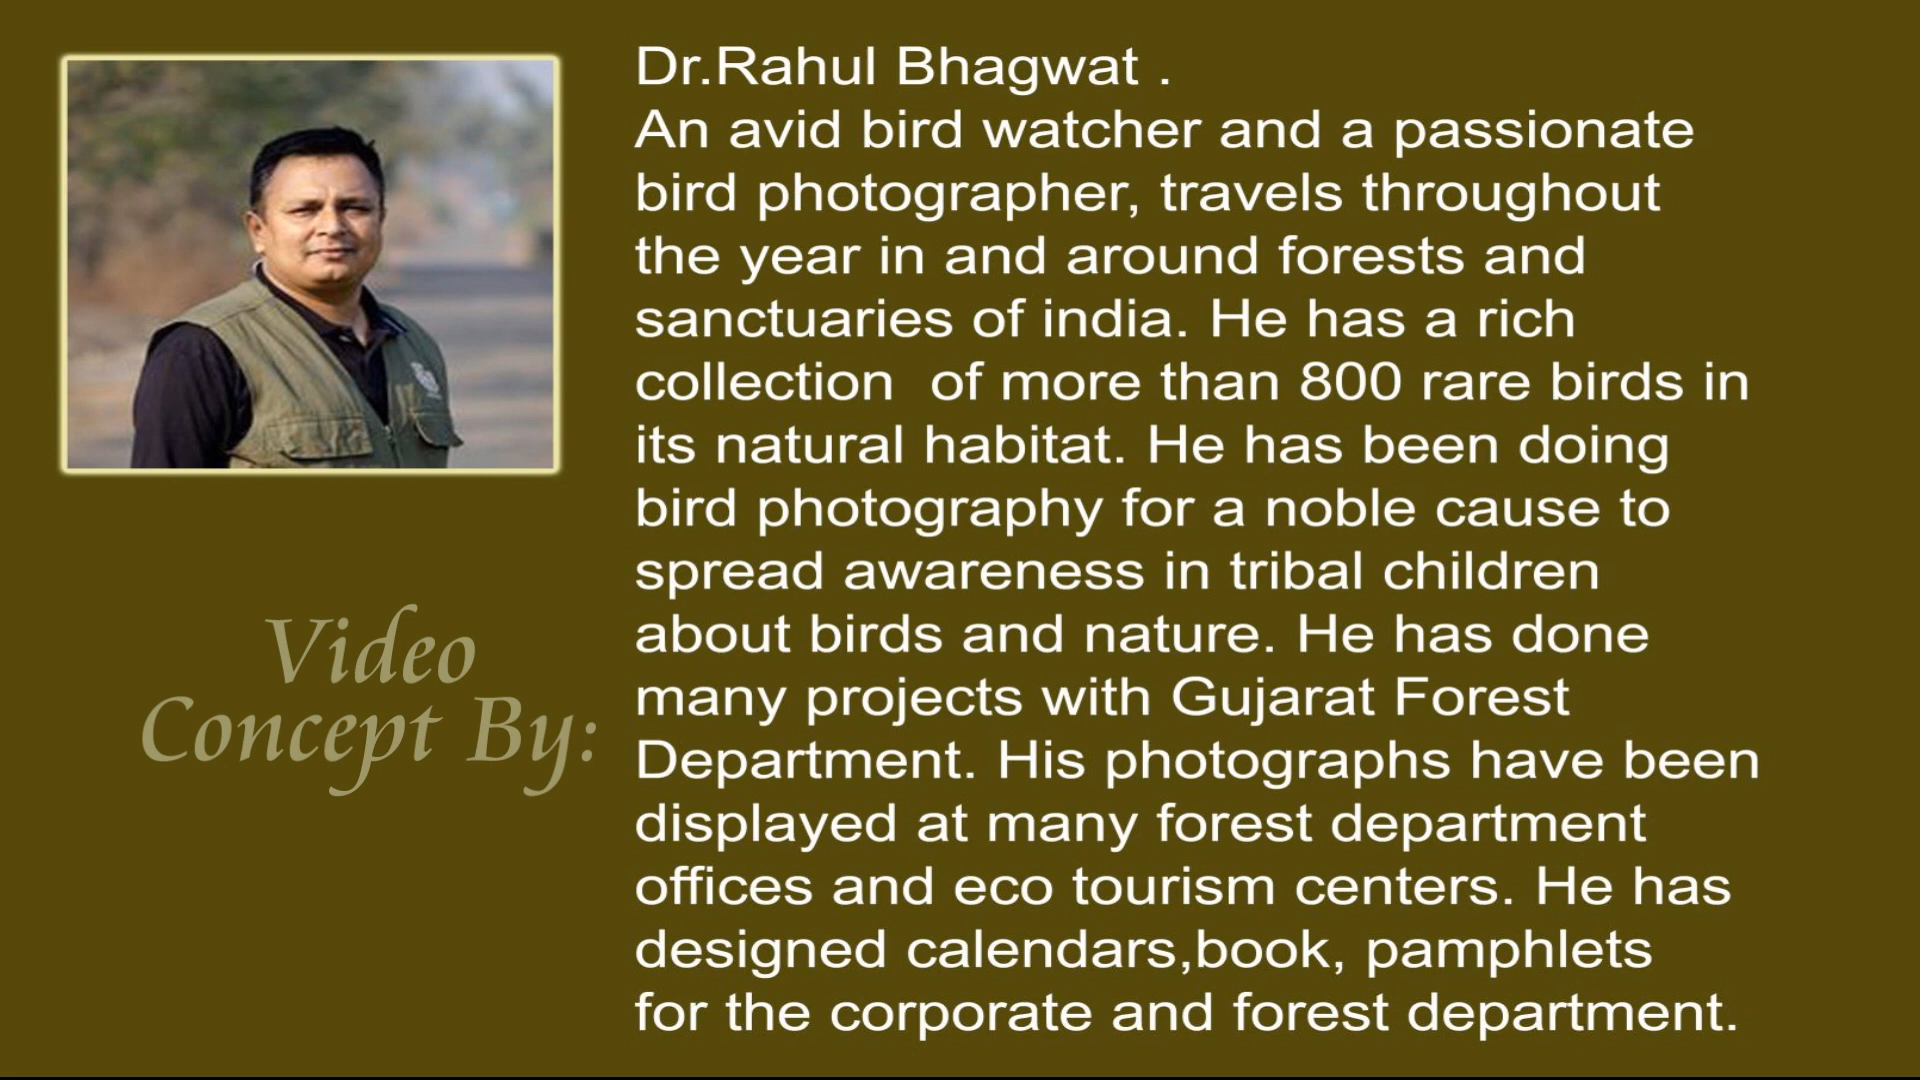 Dr.Rahul Bhagwat .
An avid bird watcher and a passionate
bird photographer, travels throughout
the year in and around forests and
sanctuaries of india. He has a rich
collection  of more than 800 rare birds in
its natural habitat. He has been doing
bird photography for a noble cause to
spread awareness in tribal children
about birds and nature. He has done
many projects with Gujarat Forest
Department. His photographs have been
displayed at many forest department
offices and eco tourism centers. He has
designed calendars,book, pamphlets
for the corporate and forest department.
Video
Concept By: